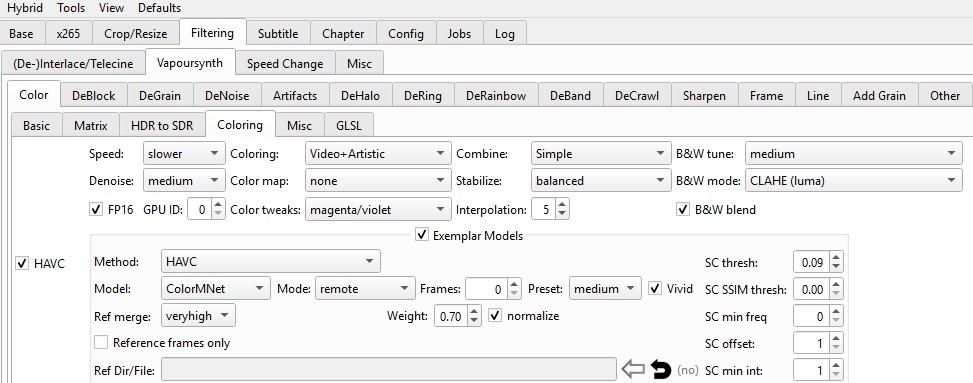 Hybrid Tools View Defaults
Base x265 Crop/Resize Filtering Subtitle Chapter Config Jobs Log
(De-)Interlace/Telecine Vapoursynth Speed Change Misc
Color DeBlock DeGrain DeNoise Artifacts DeHalo DeRing DeRainbow DeBand DeCrawl Sharpen Frame Line Add Grain Other
Basic Matrix HDR to SDR Coloring Misc GLSL
Speed: slower Coloring: Video+Artistic Combine: Simple B&W tune: medium
Denoise: medium Color map: none Stabilize: balanced B&W mode: CLAHE (luma)
FP16 GPU ID: 0 Color tweaks: magenta/violet Interpolation: 5 B&W blend
Exemplar Models
HAVC
Method: HAVC SC thresh: 0.09
Model: ColorMNet Mode: remote Frames: 0 Preset: medium Vivid SC SSIM thresh: 0.00
Ref merge: veryhigh Weight: 0.70 normalize SC min freq 0
Reference frames only SC offset: 1
Ref Dir/File: (no) SC min int: 1